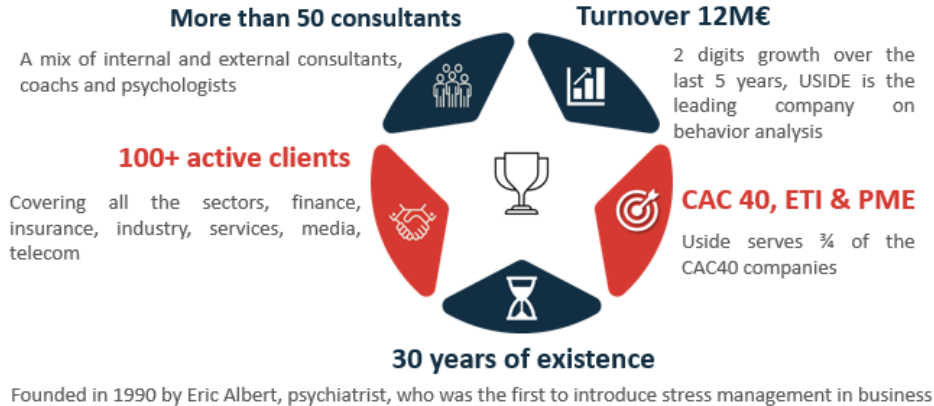 More than 50 consultants
A mix of internal and external consultants,
coachs and psychologists
Turnover 12M€
2 digits growth over the
last 5 years, USIDE is the
leading company on
behavior analysis
100+ active clients
Covering all the sectors, finance,
insurance, industry, services, media,
telecom
CAC 40, ETI & PME
Uside serves ¾ of the
CAC40 companies
30 years of existence
Founded in 1990 by Eric Albert, psychiatrist, who was the first to introduce stress management in business